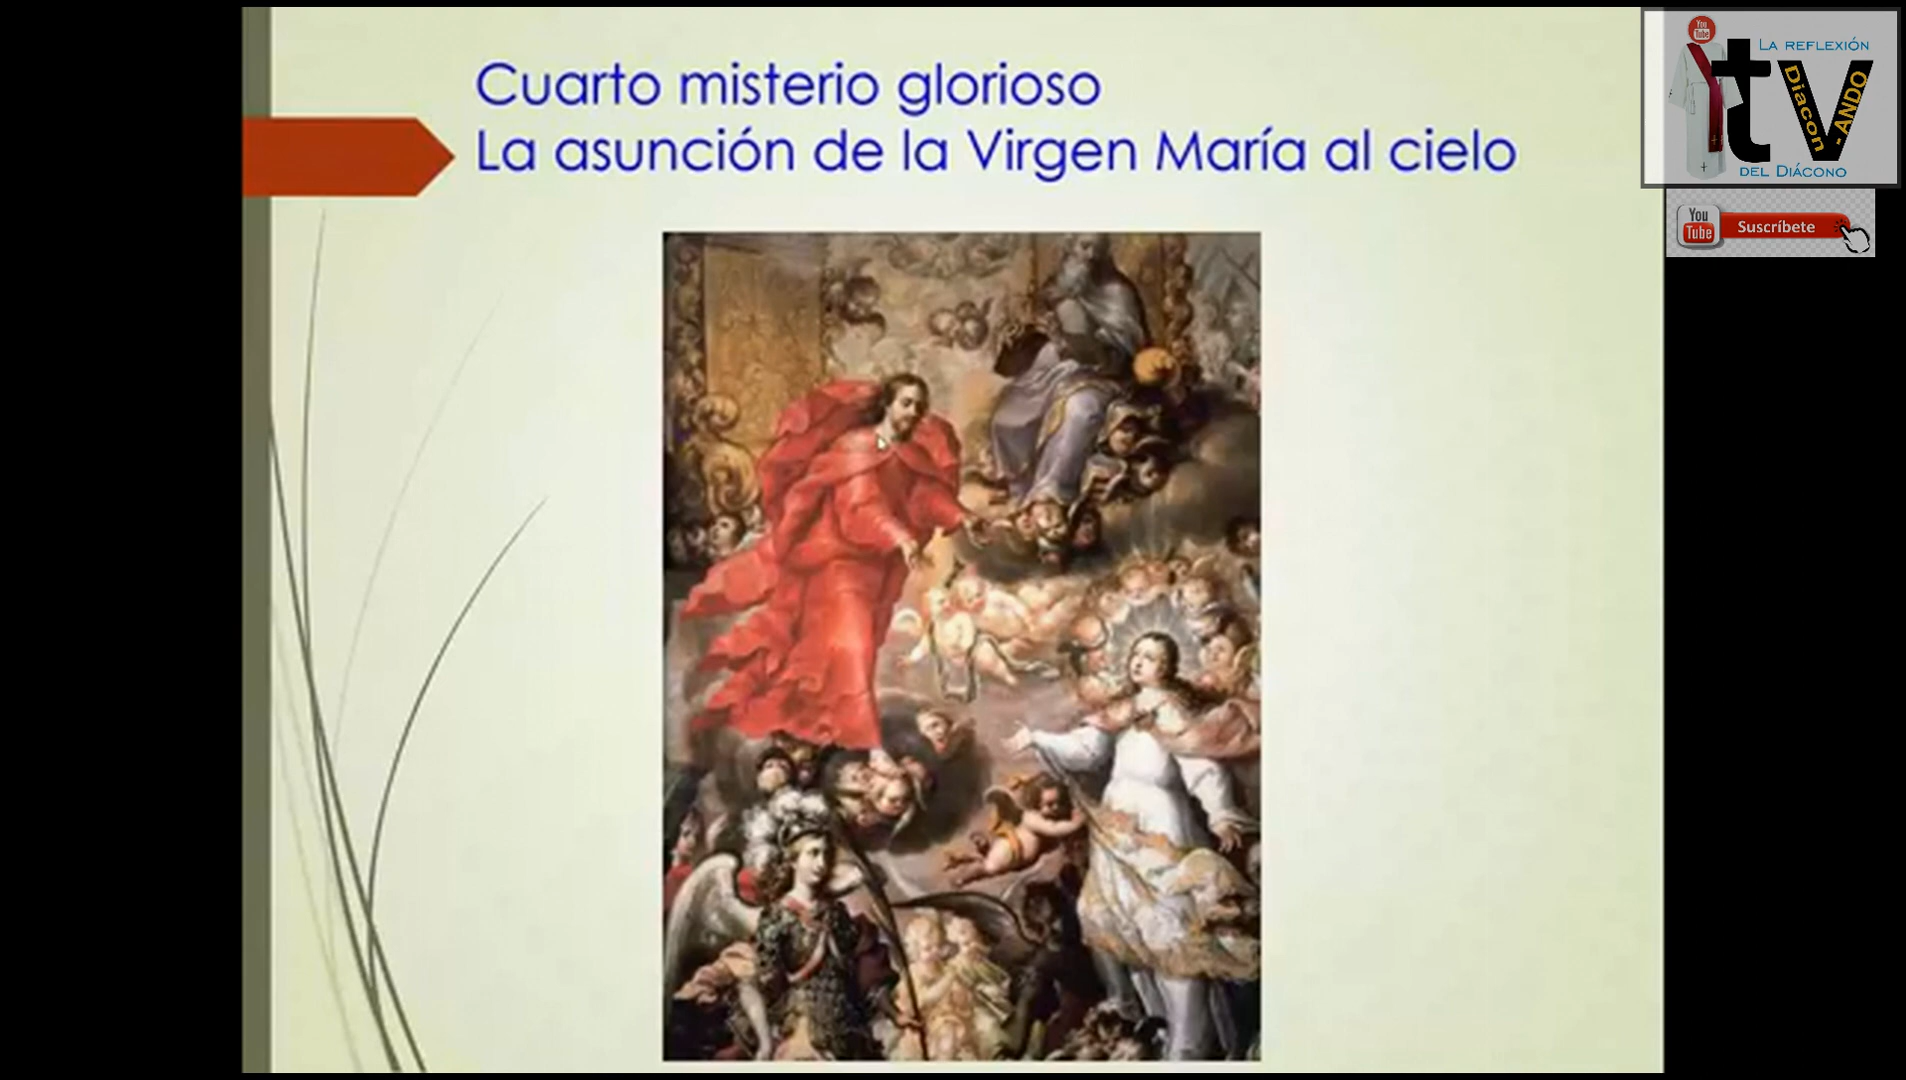 Cuarto misterio glorioso
La asunción de la Virgen María al cielo
You
Tube
LA REFLEXIÓN
tv
Diacon
-ANDO
DEL DIÁCONO
You
Tube
Suscríbete